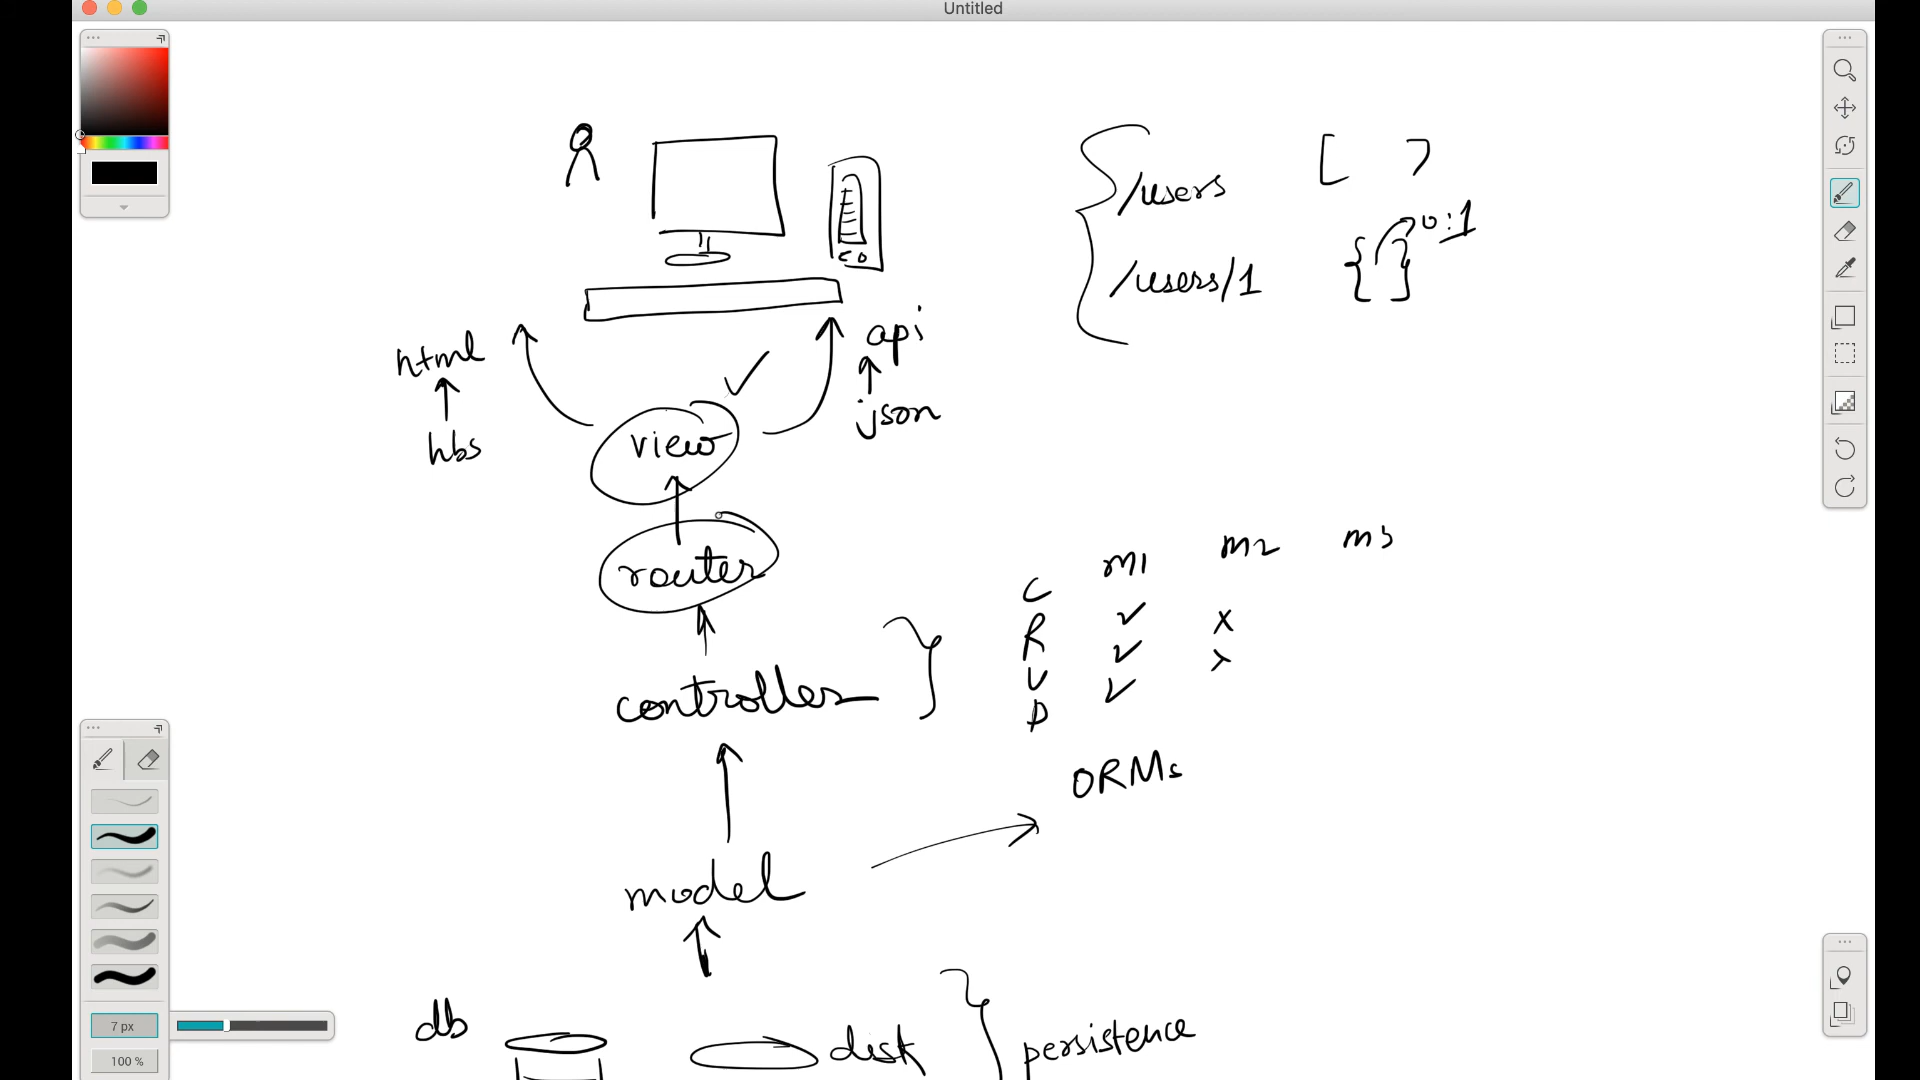 Untitled
/users [ ]
/users/1 { } 0:1
html
api
hbs
json
view
router
m1 m2 m3
C
R ✓ x
U ✓ x
D ✓
controller
ORMs
model
db
disk
persistence
7 px
100 %